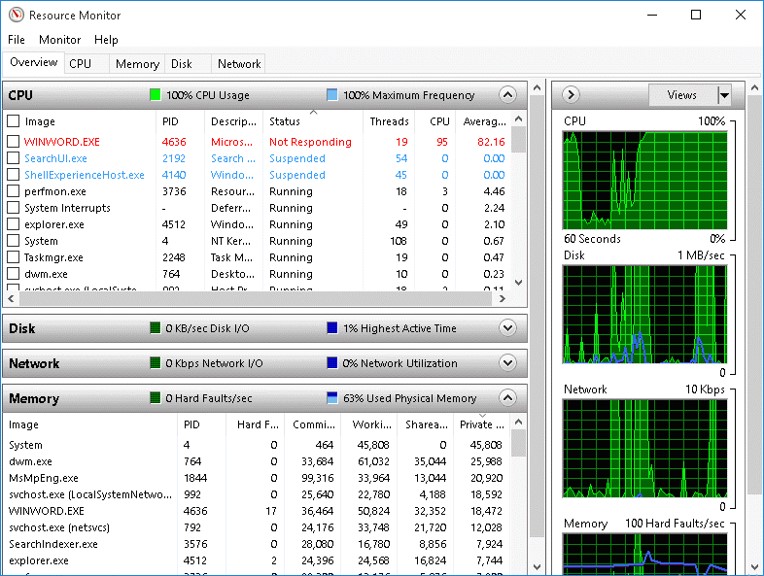 Resource Monitor
File Monitor Help
Overview CPU Memory Disk Network
CPU 100% CPU Usage 100% Maximum Frequency
Image PID Descrip... Status Threads CPU Averag...
WINWORD.EXE 4636 Micros... Not Responding 19 95 82.16
SearchUI.exe 2192 Search ... Suspended 54 0 0.00
ShellExperienceHost.exe 4140 Windo... Suspended 45 0 0.00
perfmon.exe 3736 Resour... Running 18 3 4.46
System Interrupts - Deferr... Running - 0 2.24
explorer.exe 4512 Windo... Running 49 0 2.10
System 4 NT Ker... Running 108 0 0.67
Taskmgr.exe 2248 Task M... Running 19 0 0.47
dwm.exe 764 Deskto... Running 10 0 0.23
Disk 0 KB/sec Disk I/O 1% Highest Active Time
Network 0 Kbps Network I/O 0% Network Utilization
Memory 0 Hard Faults/sec 63% Used Physical Memory
Image PID Hard F... Commi... Worki... Sharea... Private ...
System 4 0 464 45,808 0 45,808
dwm.exe 764 0 33,684 61,032 35,044 25,988
MsMpEng.exe 1844 0 99,316 33,964 13,044 20,920
svchost.exe (LocalSystemNetwo... 992 0 25,640 22,780 4,188 18,592
WINWORD.EXE 4636 17 36,464 50,824 32,352 18,472
svchost.exe (netsvcs) 792 0 24,176 33,748 21,720 12,028
SearchIndexer.exe 3576 0 28,080 16,780 8,856 7,924
explorer.exe 4512 2 24,396 24,568 16,824 7,744
Views
CPU 100%
60 Seconds 0%
Disk 1 MB/sec
0
Network 10 Kbps
0
Memory 100 Hard Faults/sec